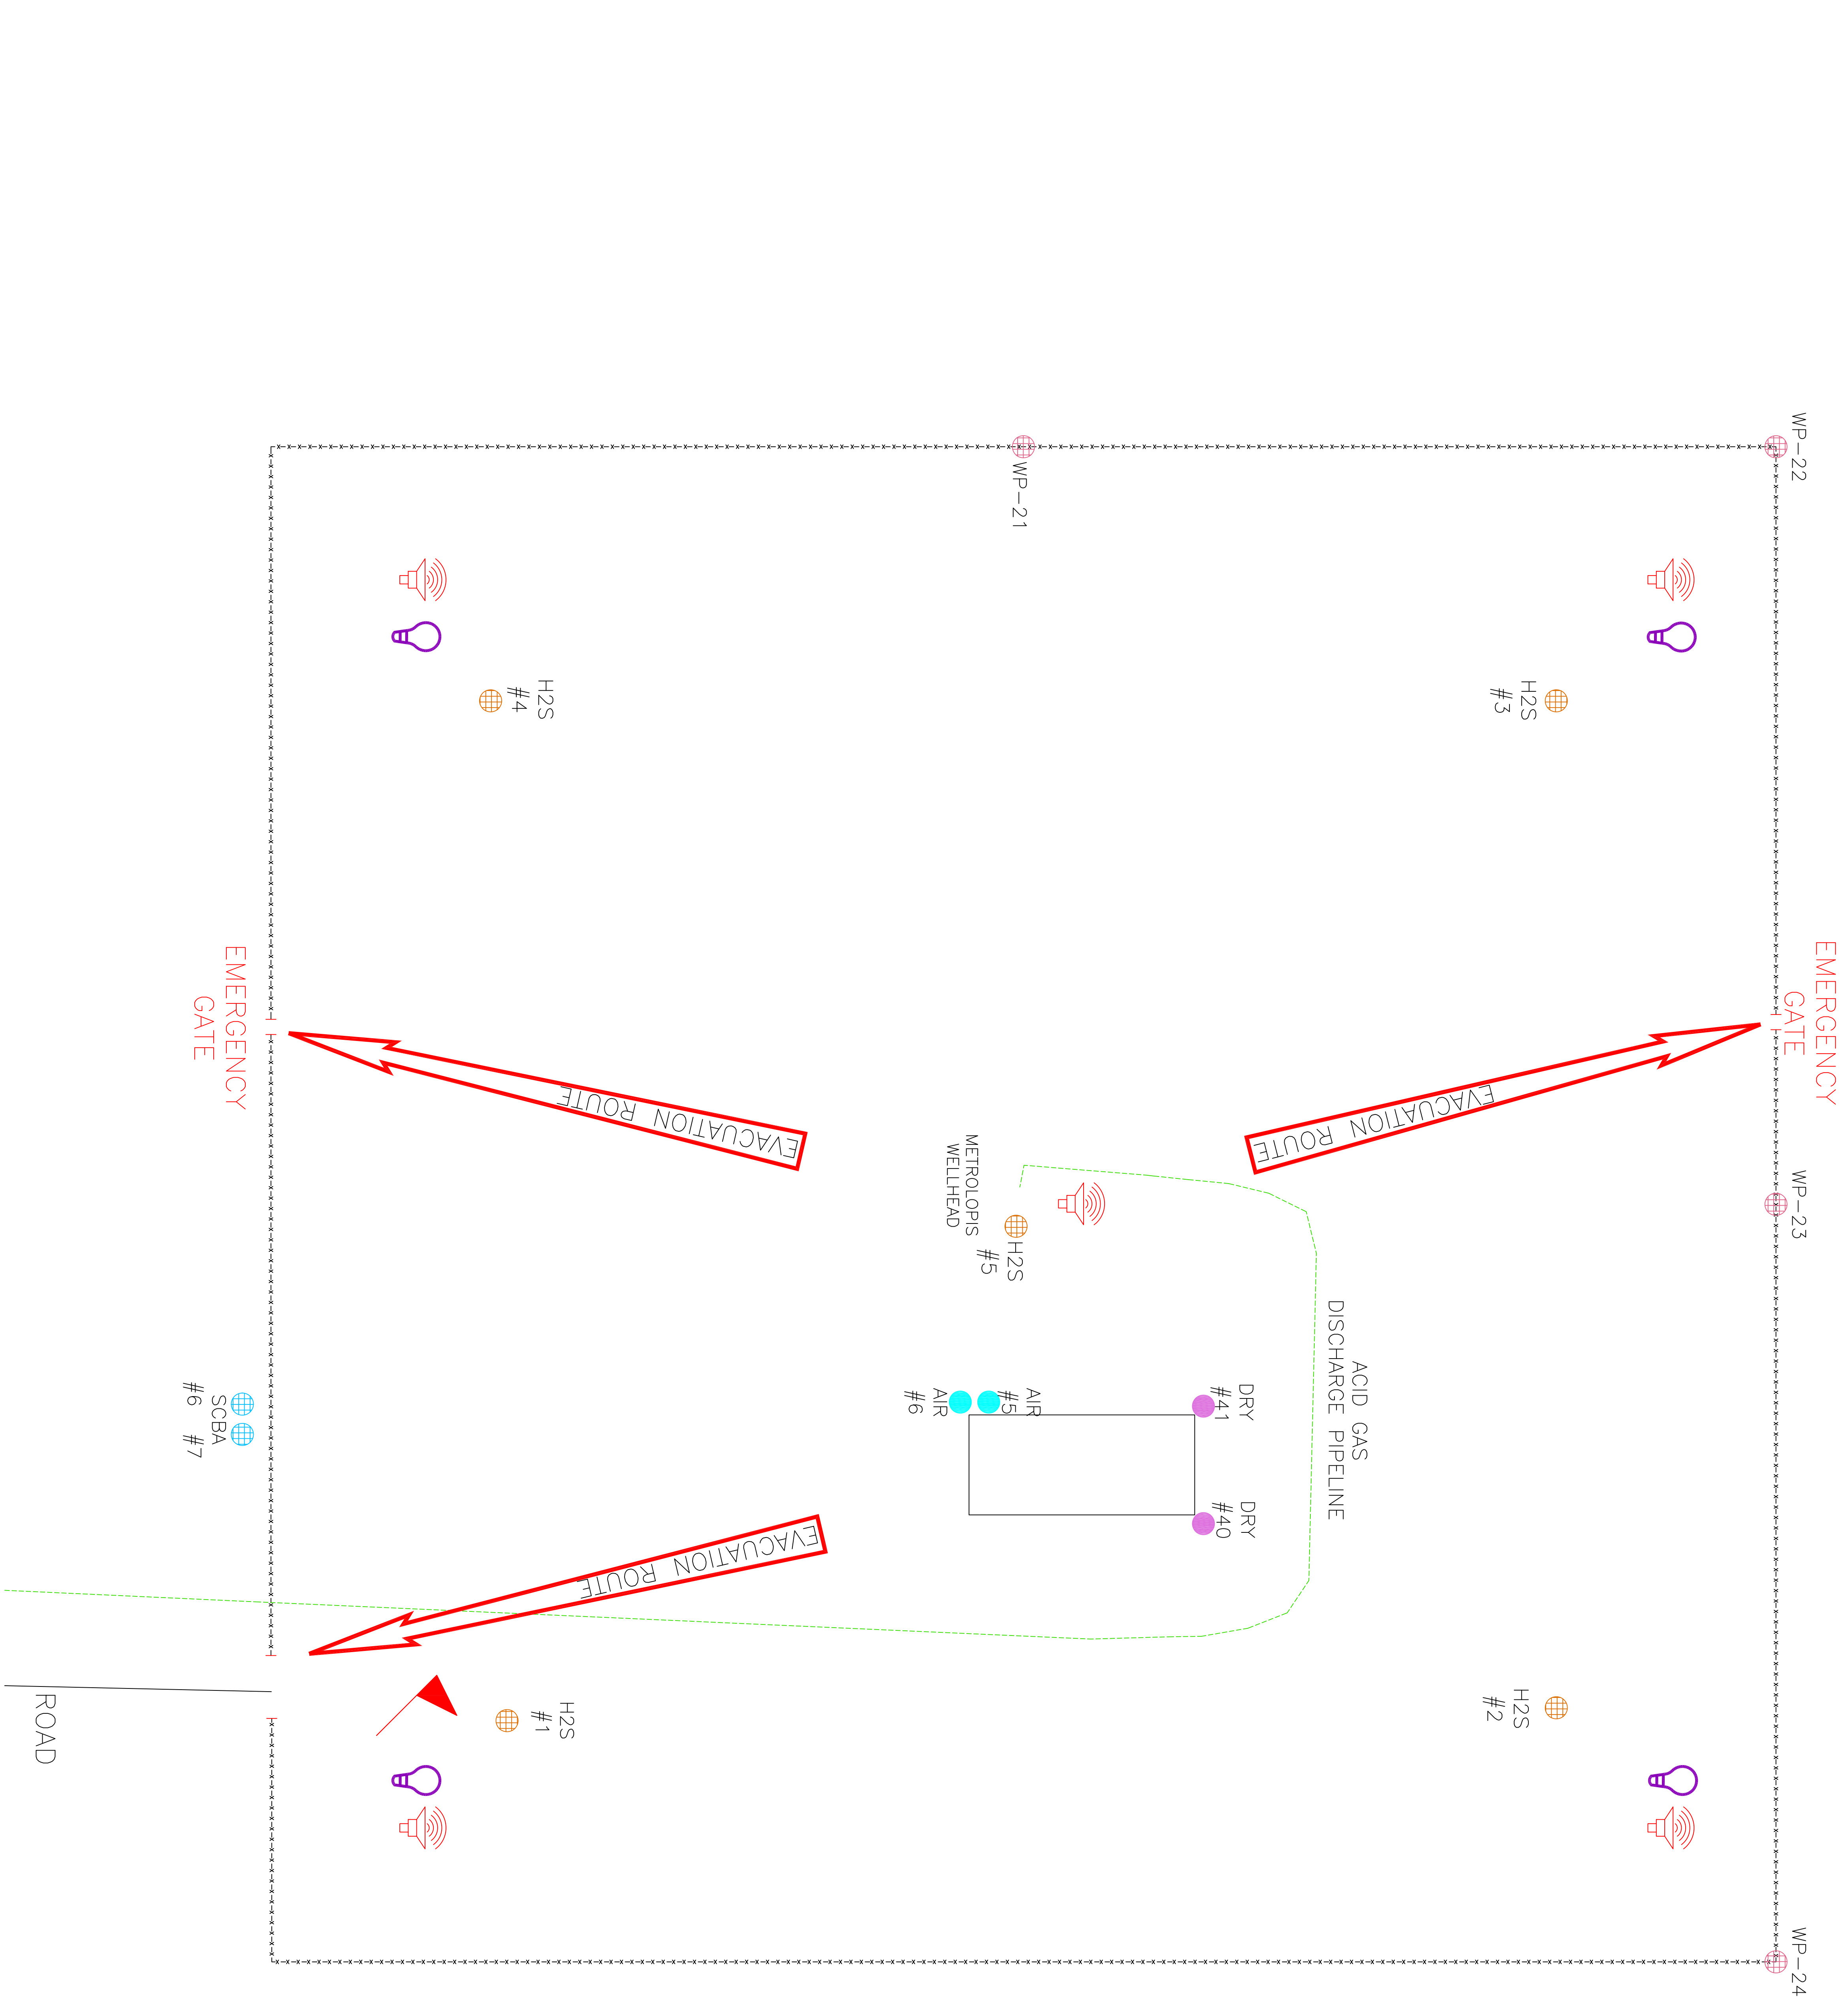 WP-22
WP-21
H2S
#4
H2S
#3
EMERGENCY
GATE
EMERGENCY
GATE
EVACUATION ROUTE
EVACUATION ROUTE
METROLOPIS
WELLHEAD
WP-23
H2S
#5
ACID GAS
DISCHARGE PIPELINE
SCBA
#6 #7
AIR
#6
AIR
#5
DRY
#41
DRY
#40
EVACUATION ROUTE
ROAD
H2S
#1
H2S
#2
WP-24